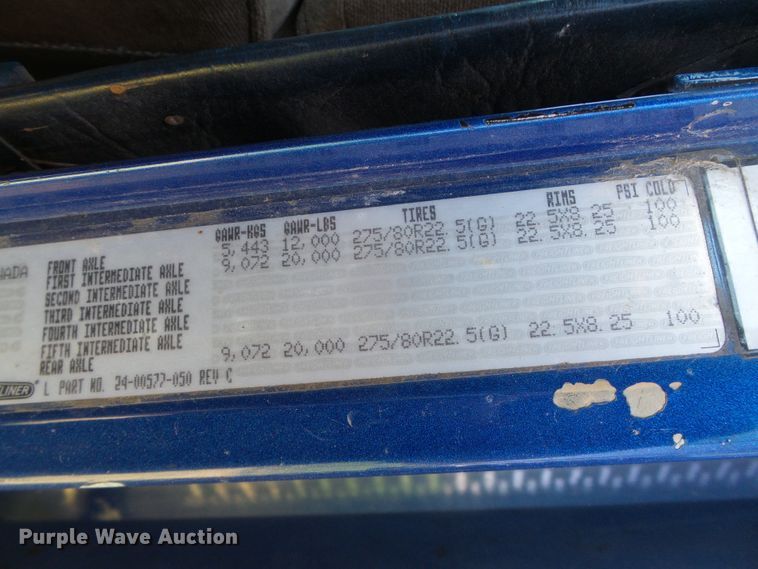 GAWR-KGS GAWR-LBS TIRES RIMS PSI COLD
FRONT AXLE 5,443 12,000 275/80R22.5(G) 22.5X8.25 100
FIRST INTERMEDIATE AXLE 9,072 20,000 275/80R22.5(G) 22.5X8.25 100
SECOND INTERMEDIATE AXLE
THIRD INTERMEDIATE AXLE
FOURTH INTERMEDIATE AXLE
FIFTH INTERMEDIATE AXLE
REAR AXLE 9,072 20,000 275/80R22.5(G) 22.5X8.25 100
L PART NO. 24-00577-050 REV C
NADA
LINER
Purple Wave Auction